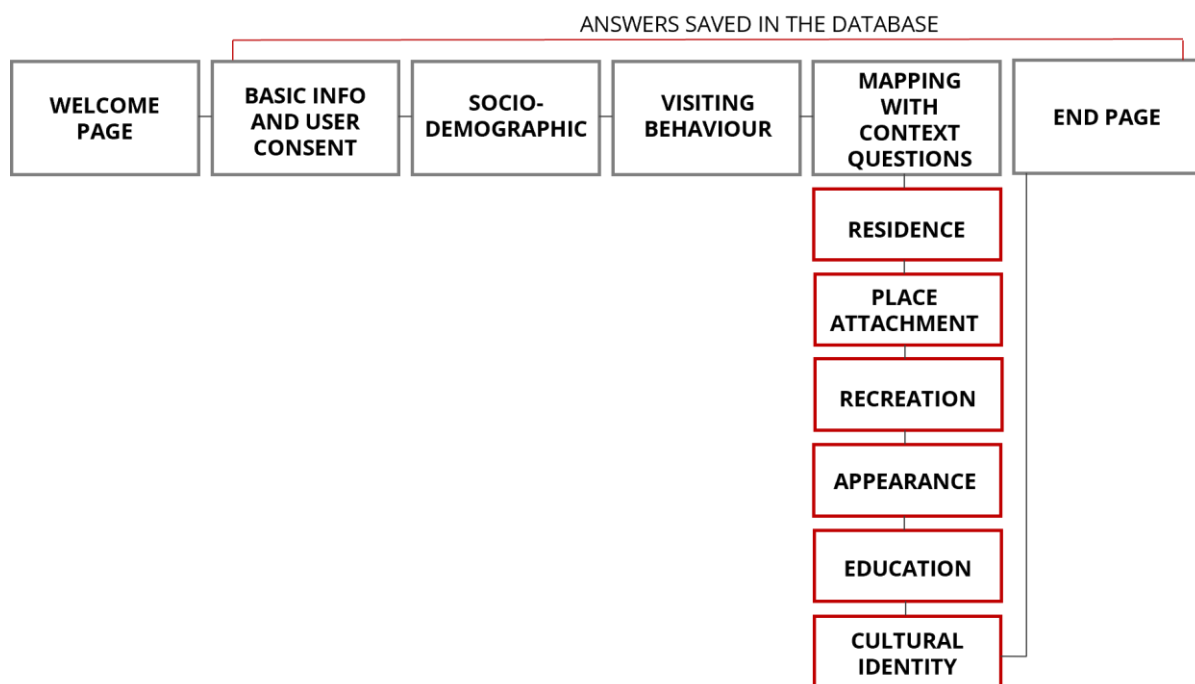 ANSWERS SAVED IN THE DATABASE
WELCOME
PAGE
BASIC INFO
AND USER
CONSENT
SOCIO-
DEMOGRAPHIC
VISITING
BEHAVIOUR
MAPPING
WITH
CONTEXT
QUESTIONS
END PAGE
RESIDENCE
PLACE
ATTACHMENT
RECREATION
APPEARANCE
EDUCATION
CULTURAL
IDENTITY